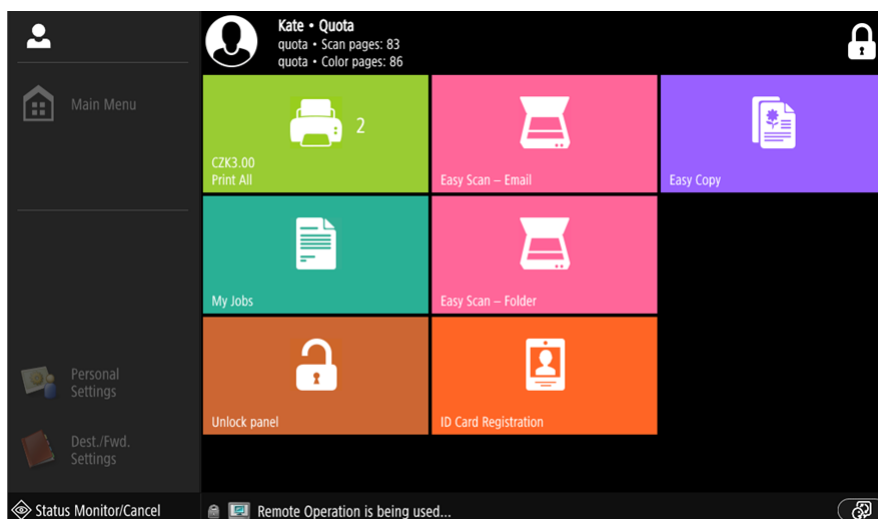 Kate • Quota
quota • Scan pages: 83
quota • Color pages: 86
Main Menu
2
CZK3.00
Print All
Easy Scan – Email
Easy Copy
My Jobs
Easy Scan – Folder
Personal
Settings
Unlock panel
ID Card Registration
Dest./Fwd.
Settings
Status Monitor/Cancel
Remote Operation is being used...